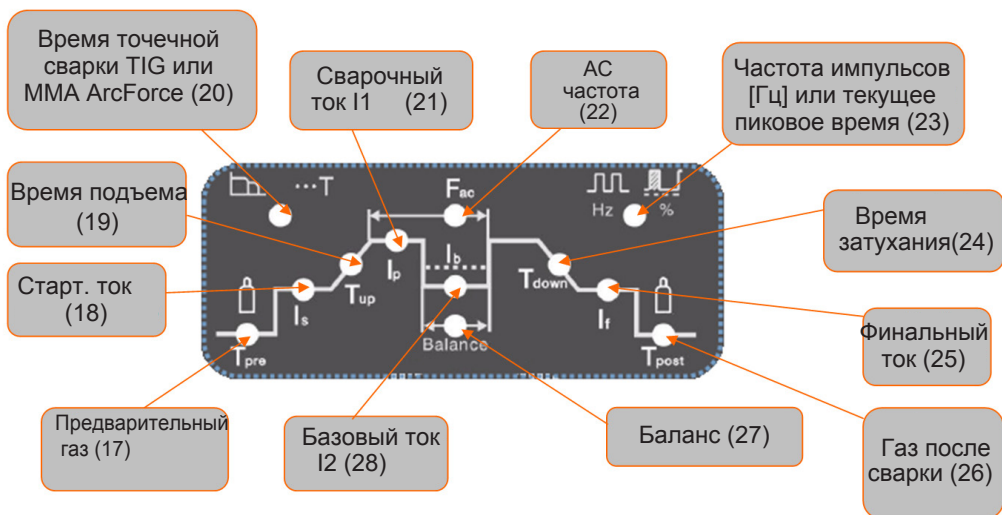 Время точечной
сварки TIG или
MMA ArcForce (20)
Сварочный
ток I1 (21)
AC
частота
(22)
Частота импульсов
[Гц] или текущее
пиковое время (23)
Время подъема
(19)
Старт. ток
(18)
Предварительный
газ (17)
Базовый ток
I2 (28)
Баланс (27)
Время
затухания(24)
Финальный
ток (25)
Газ после
сварки (26)
...T
Fac
Hz %
Ip
Ib
Tup
Tdown
Is
If
Balance
Tpre
Tpost